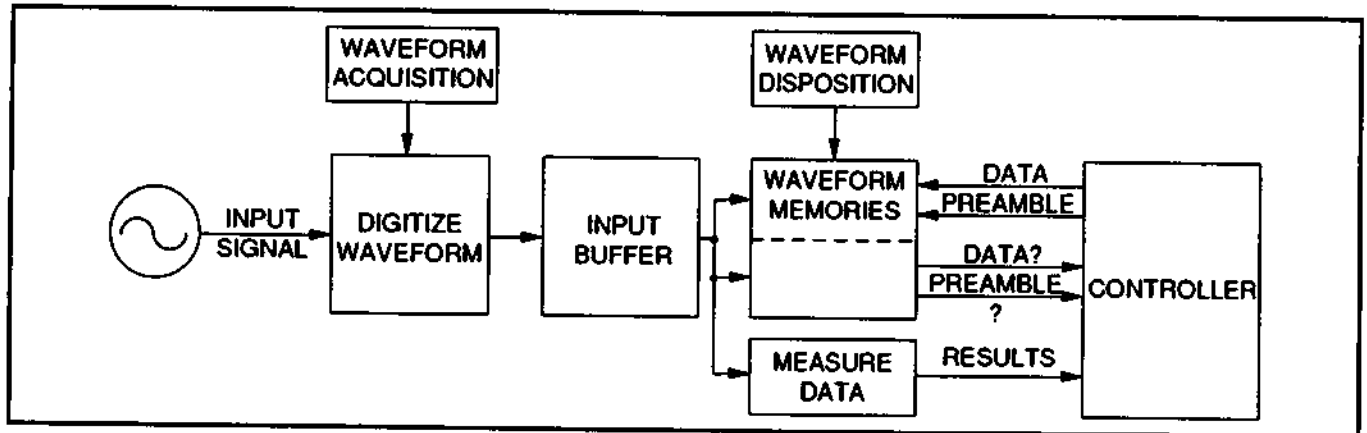 WAVEFORM
ACQUISITION
WAVEFORM
DISPOSITION
INPUT
SIGNAL
DIGITIZE
WAVEFORM
INPUT
BUFFER
WAVEFORM
MEMORIES
DATA
PREAMBLE
DATA?
PREAMBLE
?
CONTROLLER
MEASURE
DATA
RESULTS